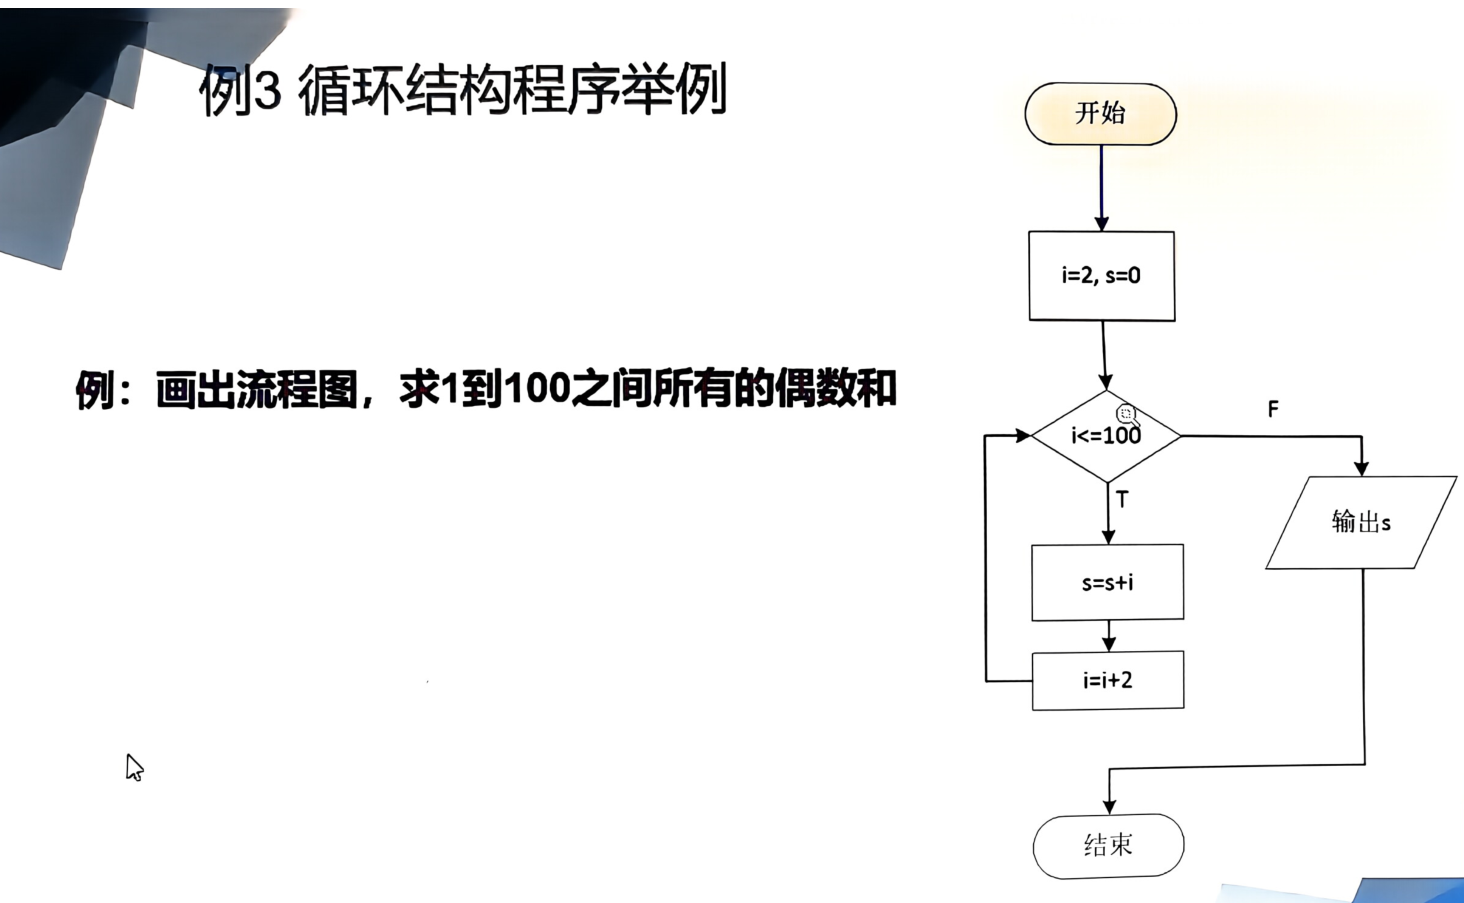 例3 循环结构程序举例
例：画出流程图，求1到100之间所有的偶数和
开始
i=2, s=0
i<=100
F
T
输出s
s=s+i
i=i+2
结束